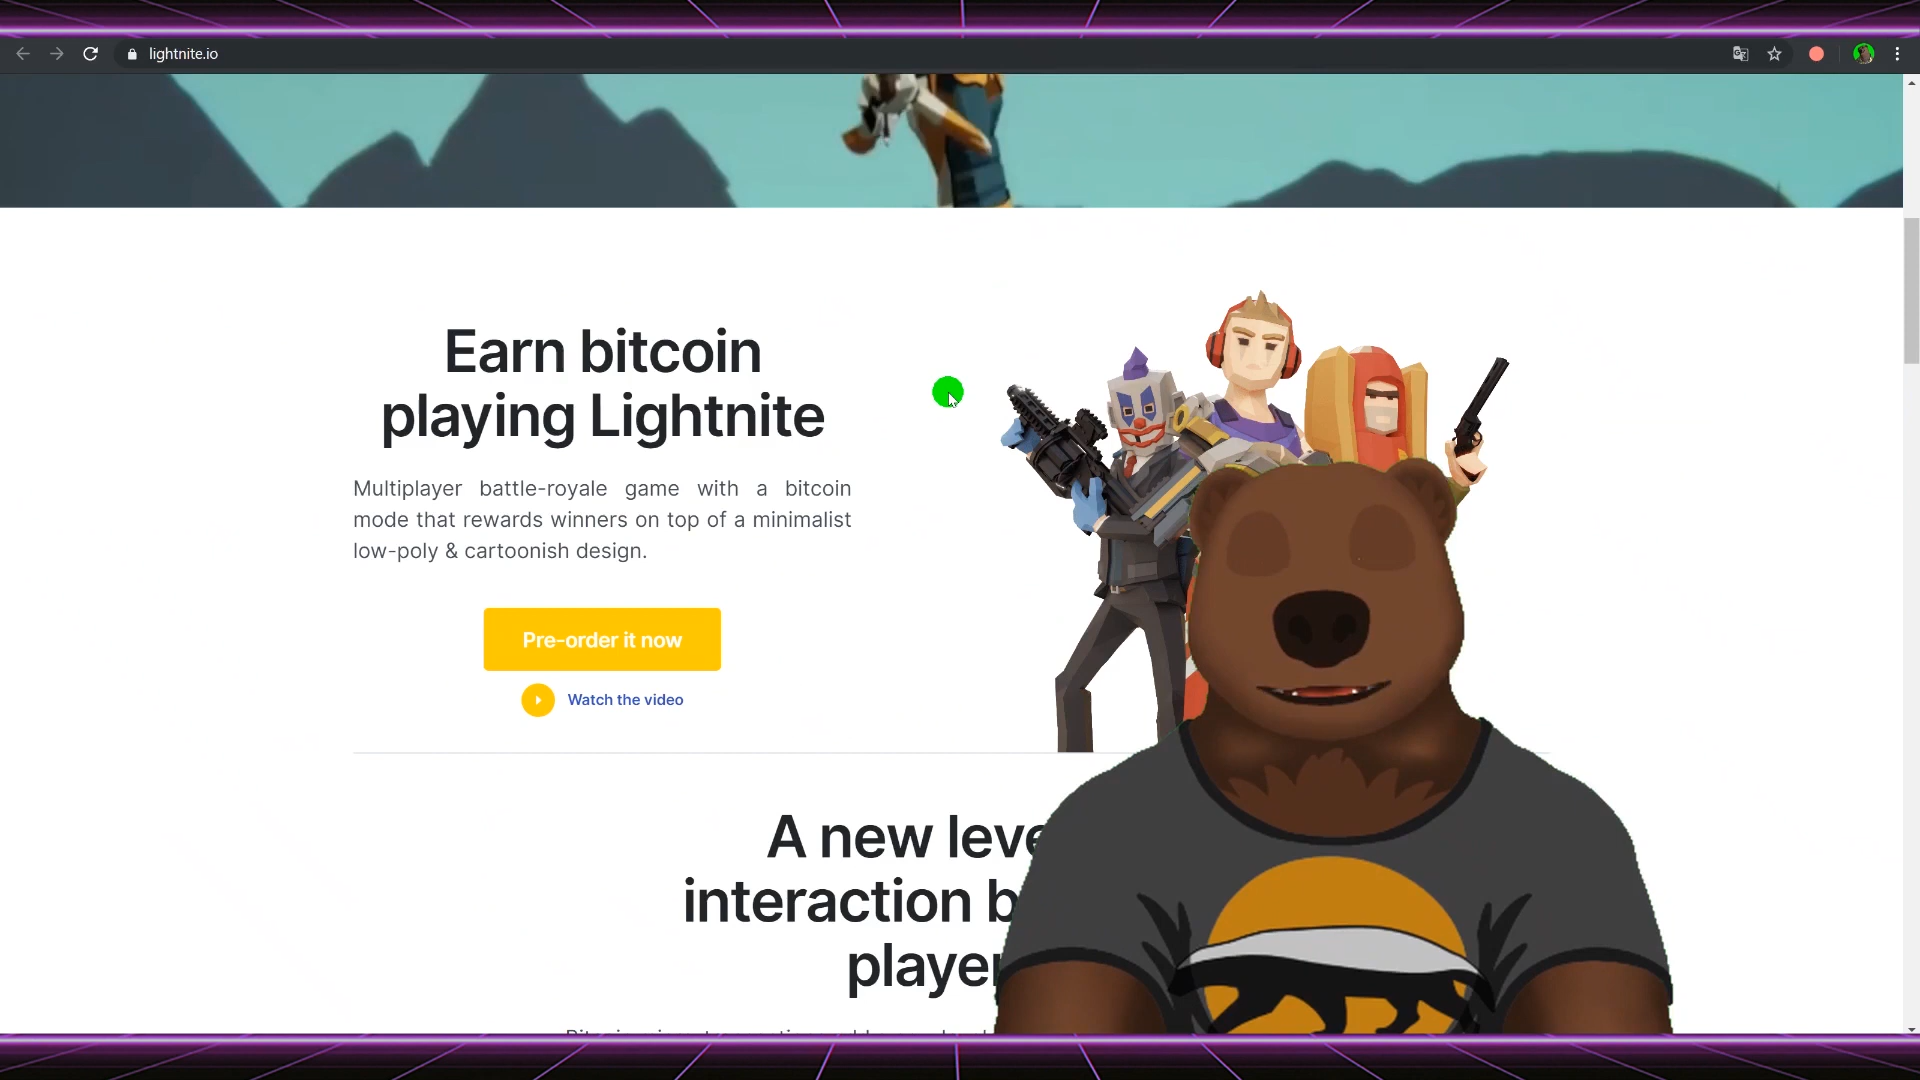 lightnite.io
Earn bitcoin
playing Lightnite
Multiplayer battle-royale game with a bitcoin
mode that rewards winners on top of a minimalist
low-poly & cartoonish design.
Pre-order it now
Watch the video
A new leve
interaction b
player